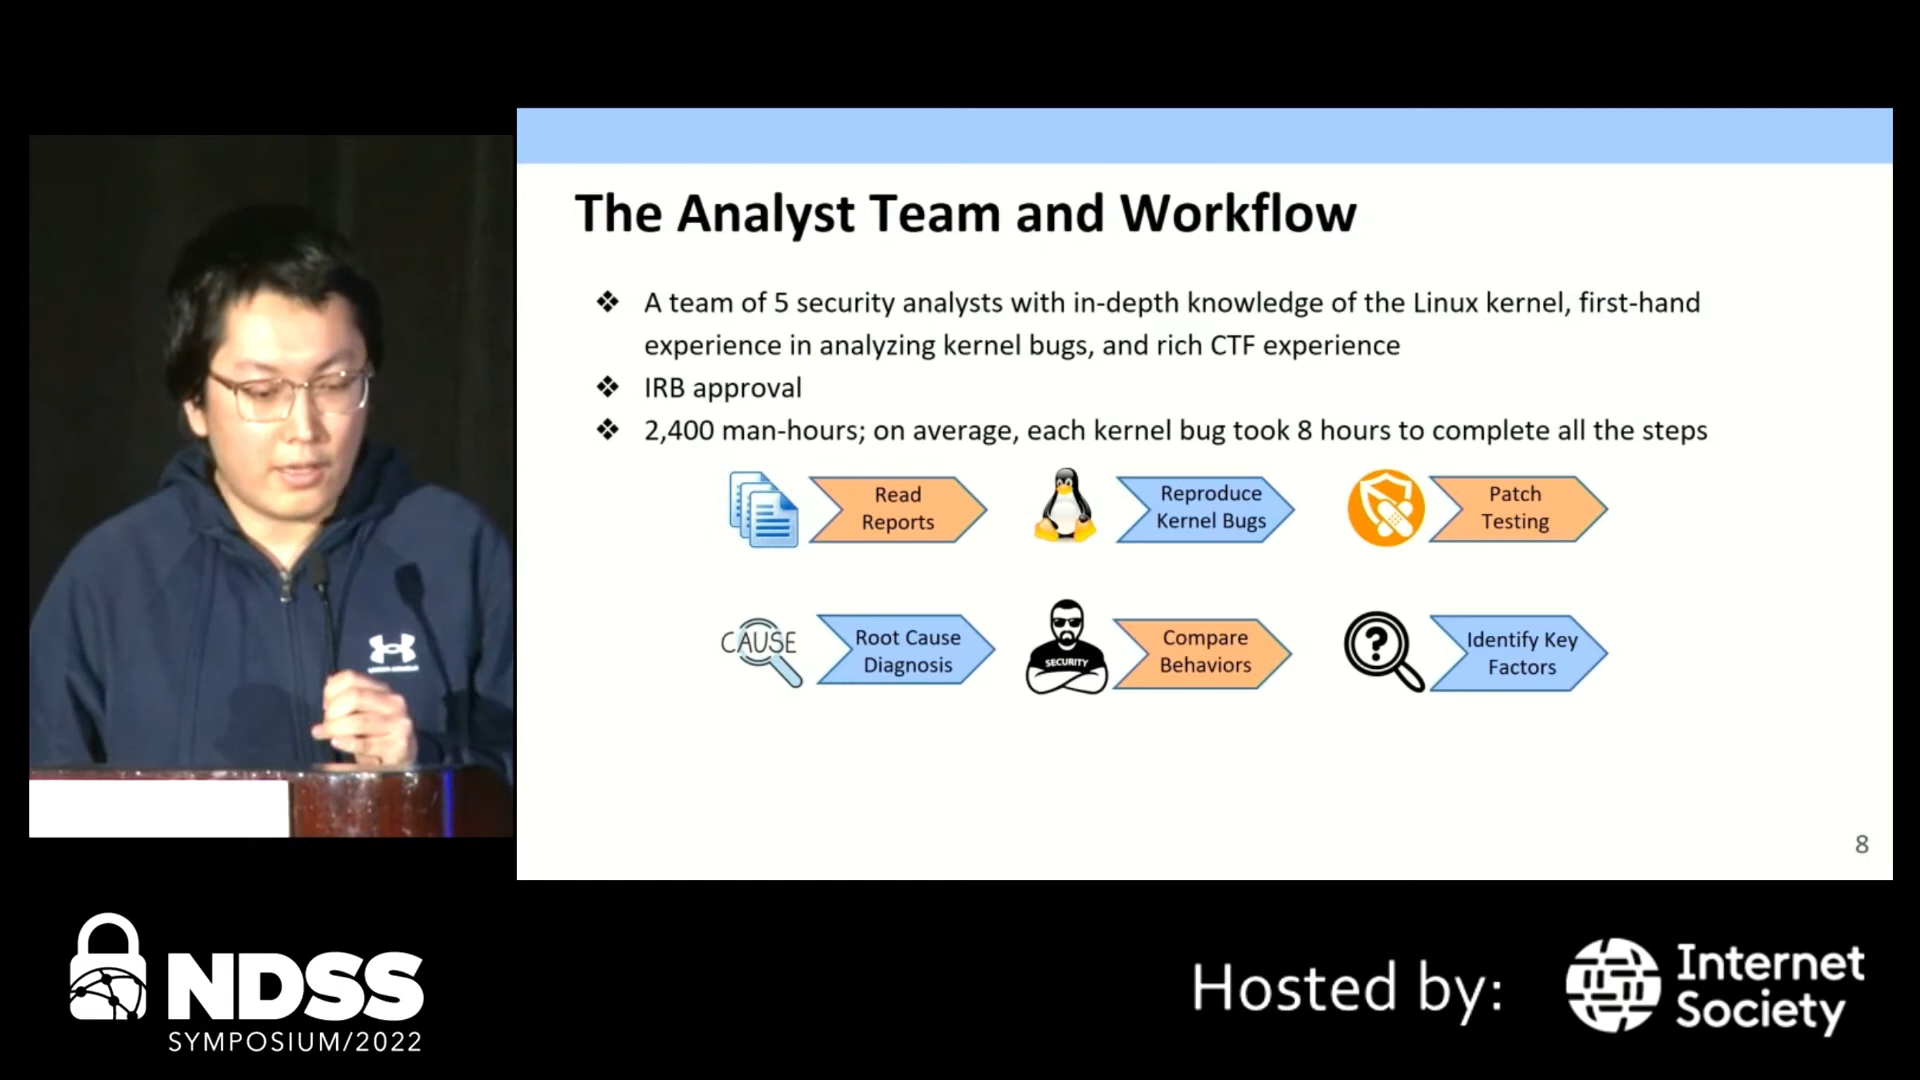 The Analyst Team and Workflow
❖ A team of 5 security analysts with in-depth knowledge of the Linux kernel, first-hand
experience in analyzing kernel bugs, and rich CTF experience
❖ IRB approval
❖ 2,400 man-hours; on average, each kernel bug took 8 hours to complete all the steps
Read
Reports
Reproduce
Kernel Bugs
Patch
Testing
CAUSE
Root Cause
Diagnosis
SECURITY
Compare
Behaviors
?
Identify Key
Factors
8
NDSS
SYMPOSIUM/2022
Hosted by:
Internet
Society